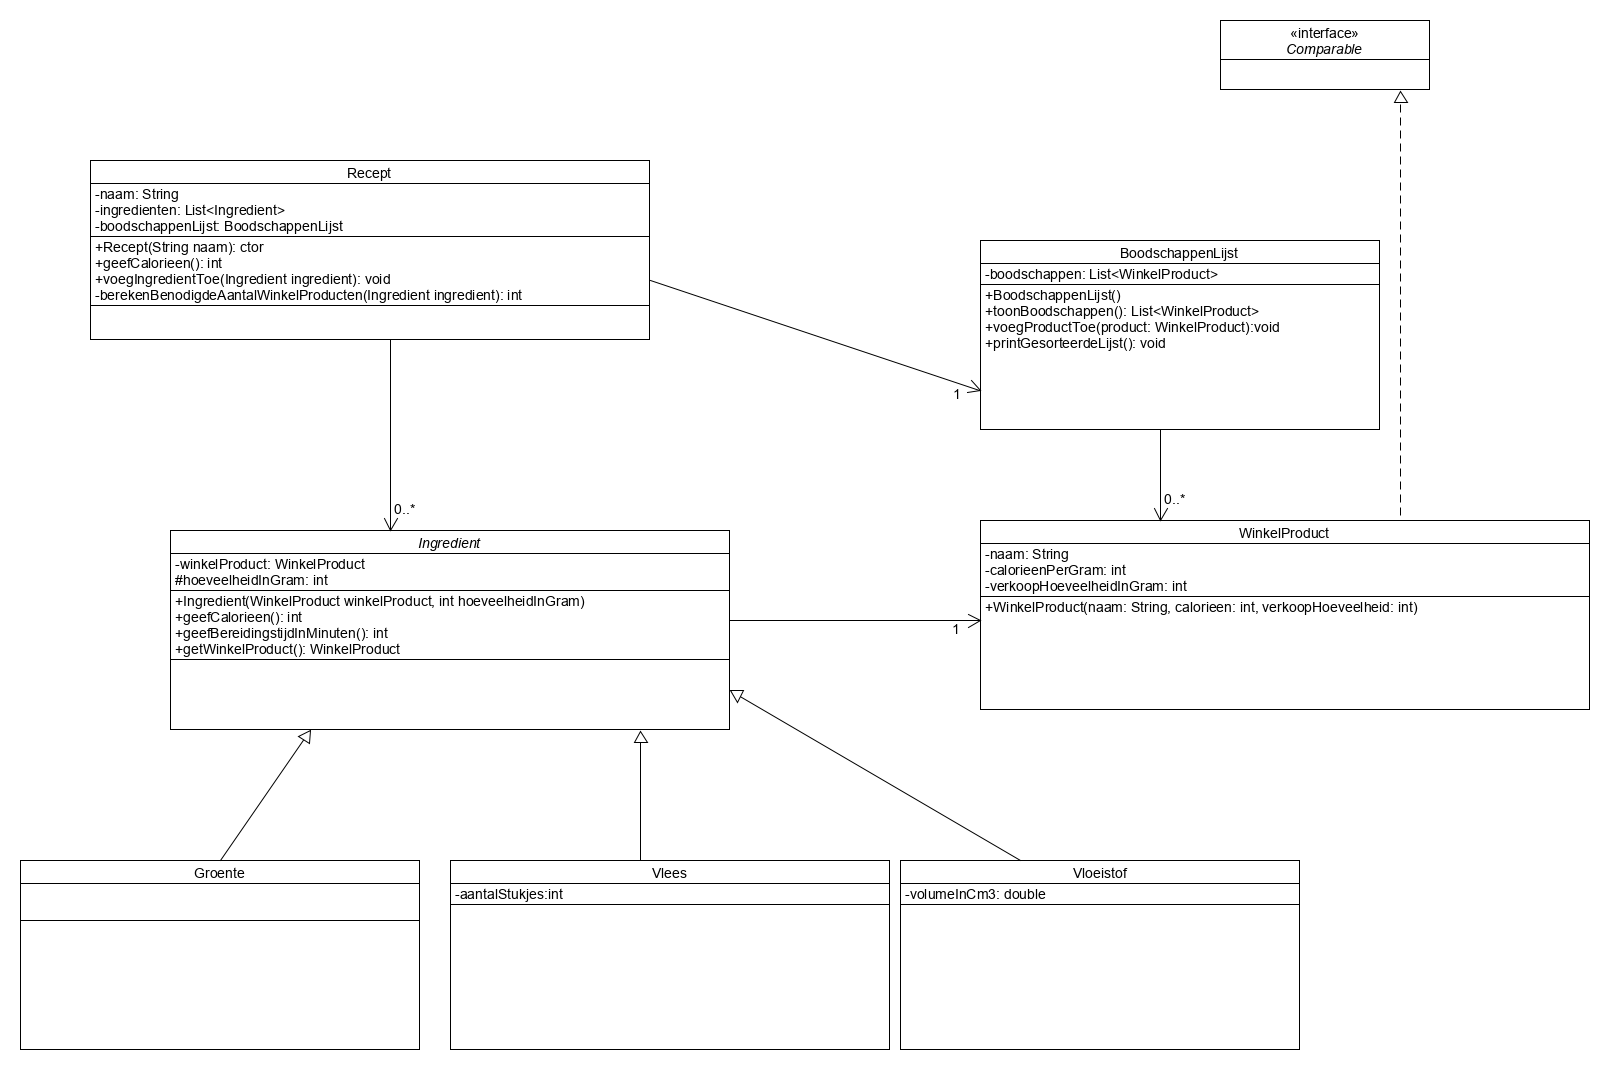 «interface»
Comparable
Recept
-naam: String
-ingredienten: List<Ingredient>
-boodschappenLijst: BoodschappenLijst
+Recept(String naam): ctor
+geefCalorieen(): int
+voegIngredientToe(Ingredient ingredient): void
-berekenBenodigdeAantalWinkelProducten(Ingredient ingredient): int
BoodschappenLijst
-boodschappen: List<WinkelProduct>
+BoodschappenLijst()
+toonBoodschappen(): List<WinkelProduct>
+voegProductToe(product: WinkelProduct):void
+printGesorteerdeLijst(): void
1
0..*
0..*
Ingredient
-winkelProduct: WinkelProduct
#hoeveelheidInGram: int
+Ingredient(WinkelProduct winkelProduct, int hoeveelheidInGram)
+geefCalorieen(): int
+geefBereidingstijdInMinuten(): int
+getWinkelProduct(): WinkelProduct
1
WinkelProduct
-naam: String
-calorieenPerGram: int
-verkoopHoeveelheidInGram: int
+WinkelProduct(naam: String, calorieen: int, verkoopHoeveelheid: int)
Groente
Vlees
-aantalStukjes:int
Vloeistof
-volumeInCm3: double